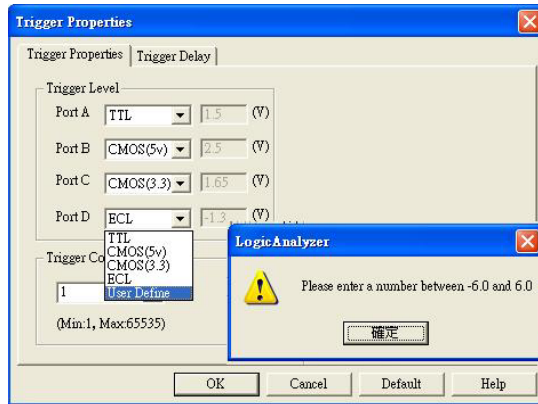 Trigger Properties
Trigger Properties
Trigger Delay
Trigger Level
Port A TTL 1.5 (V)
Port B CMOS(5v) 2.5 (V)
Port C CMOS(3.3) 1.65 (V)
Port D ECL -1.3 (V)
TTL
CMOS(5v)
CMOS(3.3)
ECL
User Define
Trigger Co
1
(Min:1, Max:65535)
LogicAnalyzer
Please enter a number between -6.0 and 6.0
確定
OK Cancel Default Help